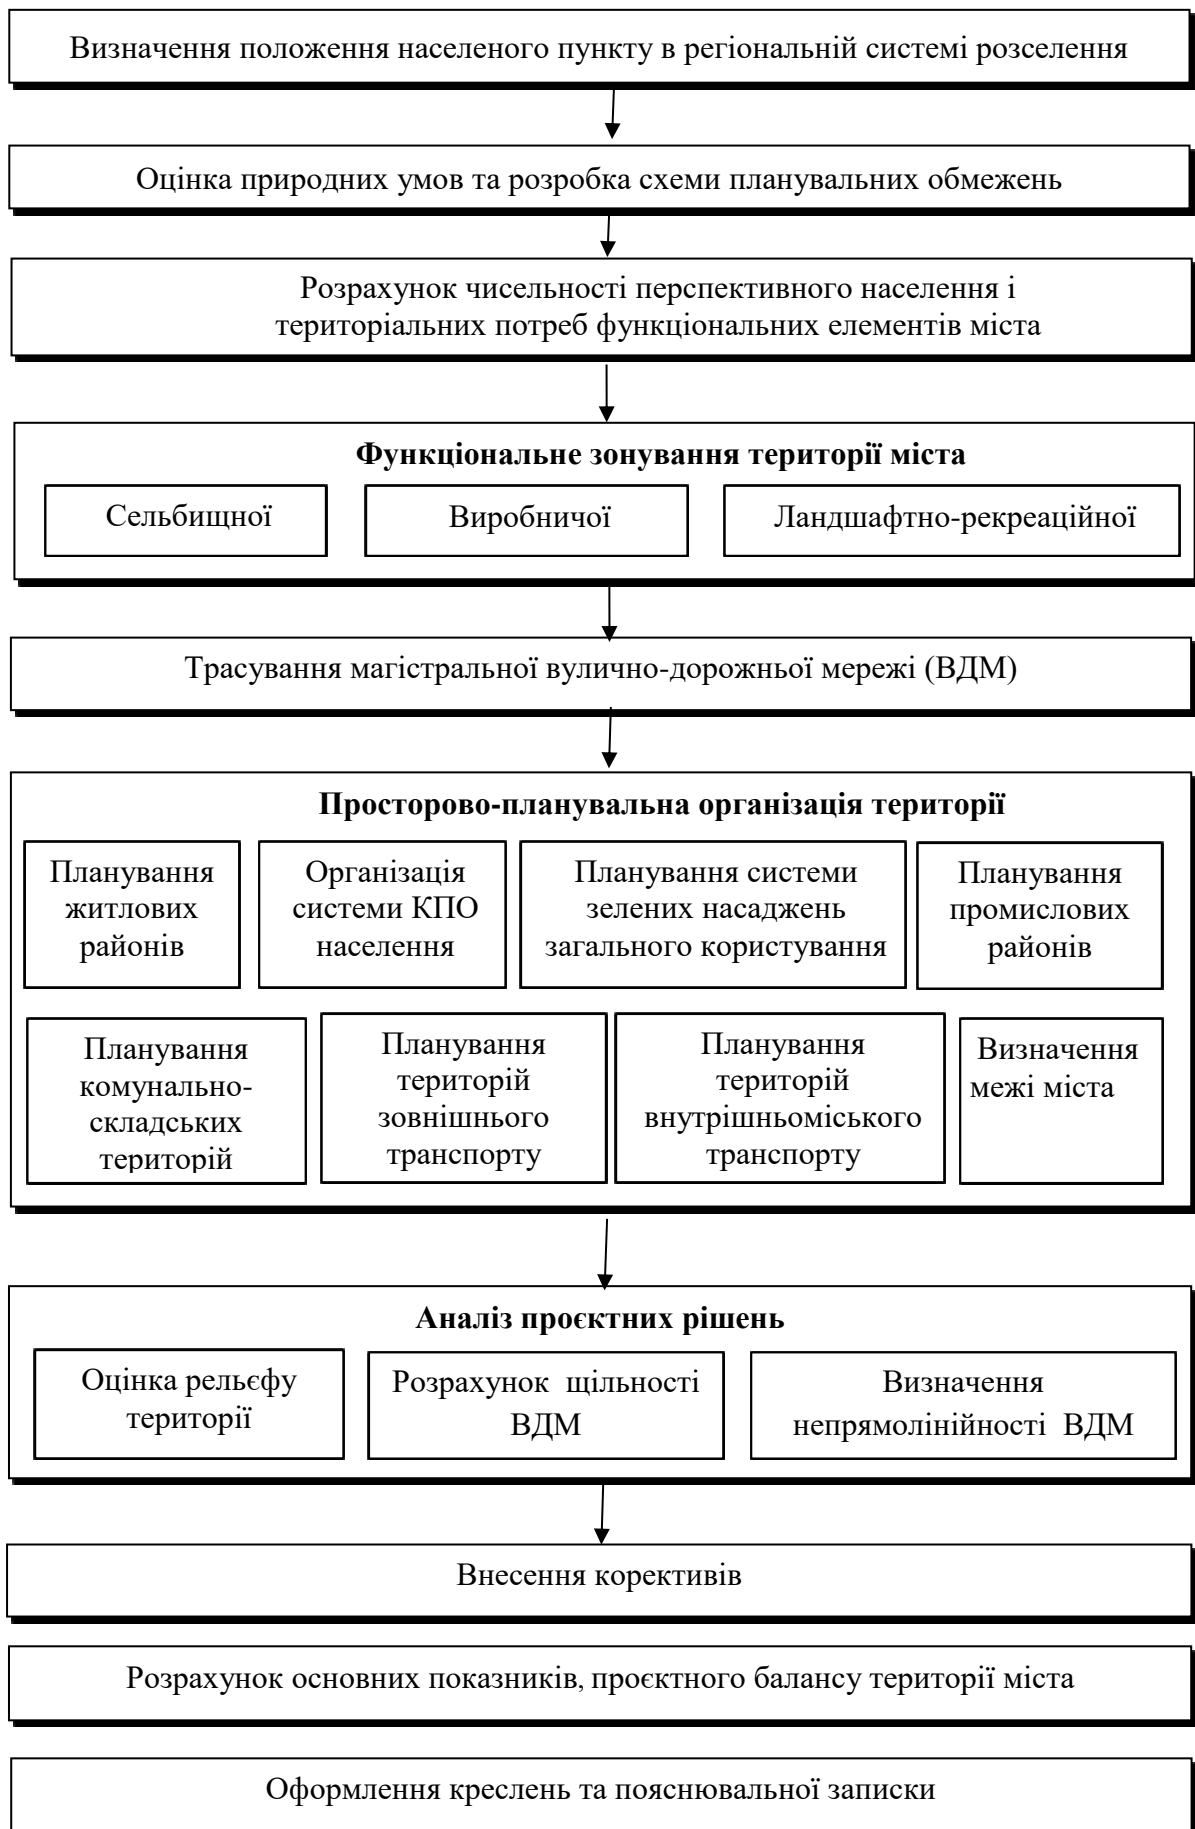 Визначення положення населеного пункту в регіональній системі розселення
Оцінка природних умов та розробка схеми планувальних обмежень
Розрахунок чисельності перспективного населення і
територіальних потреб функціональних елементів міста
Функціональне зонування території міста
Сельбищної
Виробничої
Ландшафтно-рекреаційної
Трасування магістральної вулично-дорожньої мережі (ВДМ)
Просторово-планувальна організація території
Планування
житлових
районів
Організація
системи КПО
населення
Планування системи
зелених насаджень
загального користування
Планування
промислових
районів
Планування
комунально-
складських
територій
Планування
територій
зовнішнього
транспорту
Планування
територій
внутрішньоміського
транспорту
Визначення
межі міста
Аналіз проєктних рішень
Оцінка рельєфу
території
Розрахунок щільності
ВДМ
Визначення
непрямолінійності ВДМ
Внесення корективів
Розрахунок основних показників, проєктного балансу території міста
Оформлення креслень та пояснювальної записки